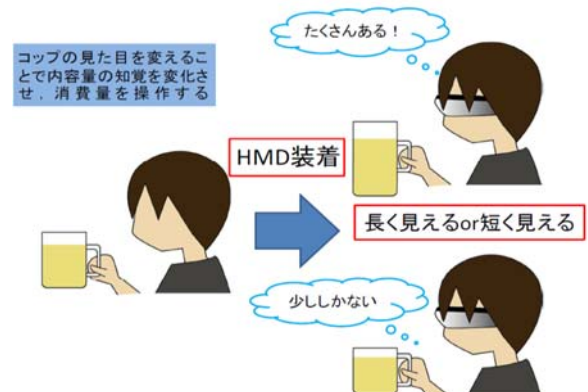 コップの見た目を変えるこ
とで内容量の知覚を変化さ
せ，消費量を操作する
たくさんある！
HMD装着
長く見えるor短く見える
少ししかない